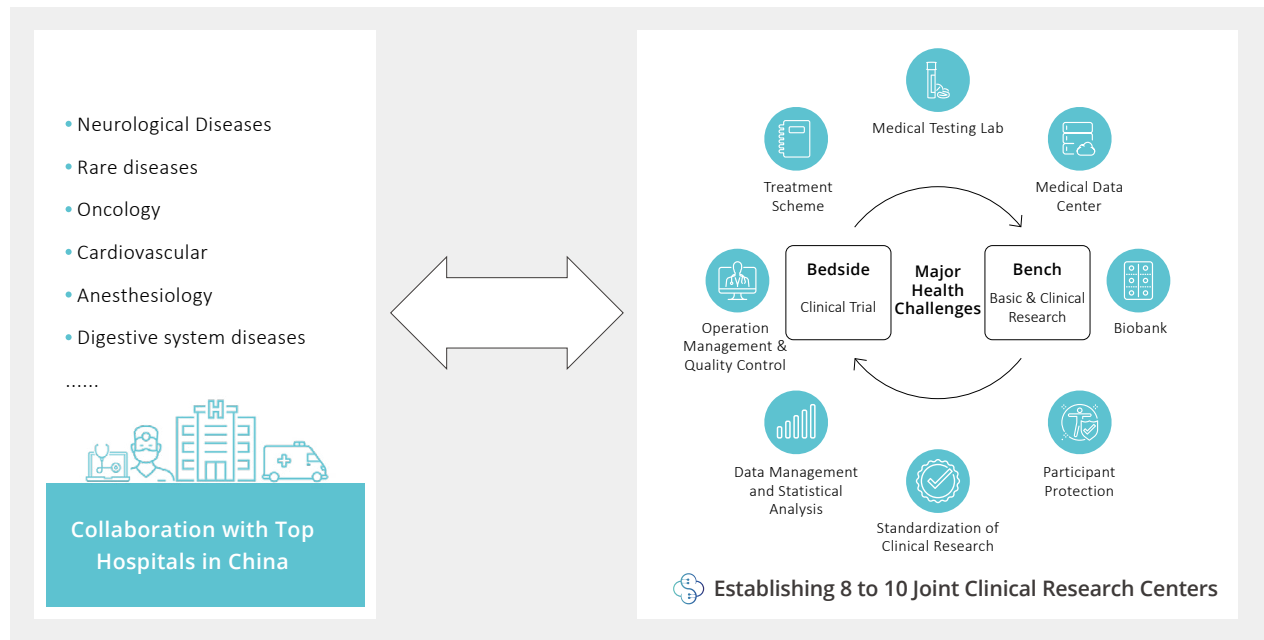 • Neurological Diseases
• Rare diseases
• Oncology
• Cardiovascular
• Anesthesiology
• Digestive system diseases
......
H
Collaboration with Top
Hospitals in China
Medical Testing Lab
Treatment
Scheme
Medical Data
Center
Bedside
Clinical Trial
Major
Health
Challenges
Bench
Basic & Clinical
Research
Operation
Management &
Quality Control
Biobank
Data Management
and Statistical
Analysis
Participant
Protection
Standardization of
Clinical Research
Establishing 8 to 10 Joint Clinical Research Centers